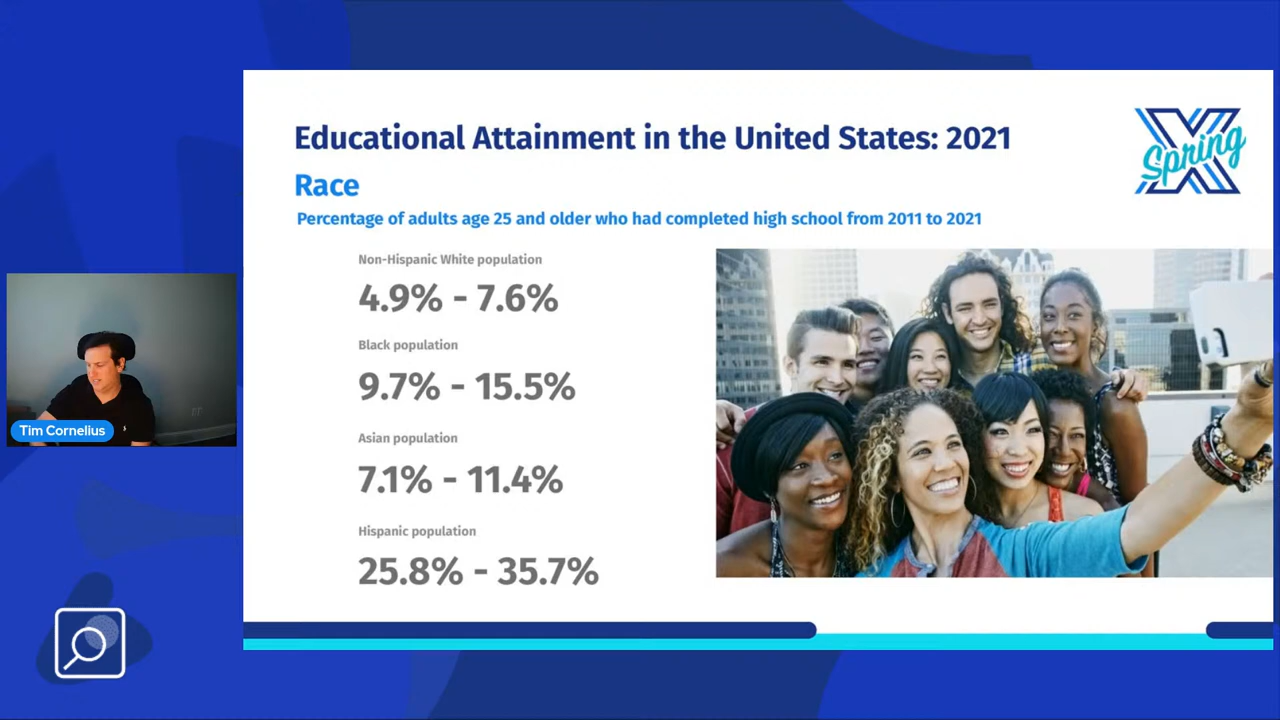 Educational Attainment in the United States: 2021
X
Spring
Race
Percentage of adults age 25 and older who had completed high school from 2011 to 2021
Non-Hispanic White population
4.9% - 7.6%
Black population
9.7% - 15.5%
Asian population
7.1% - 11.4%
Hispanic population
25.8% - 35.7%
Tim Cornelius